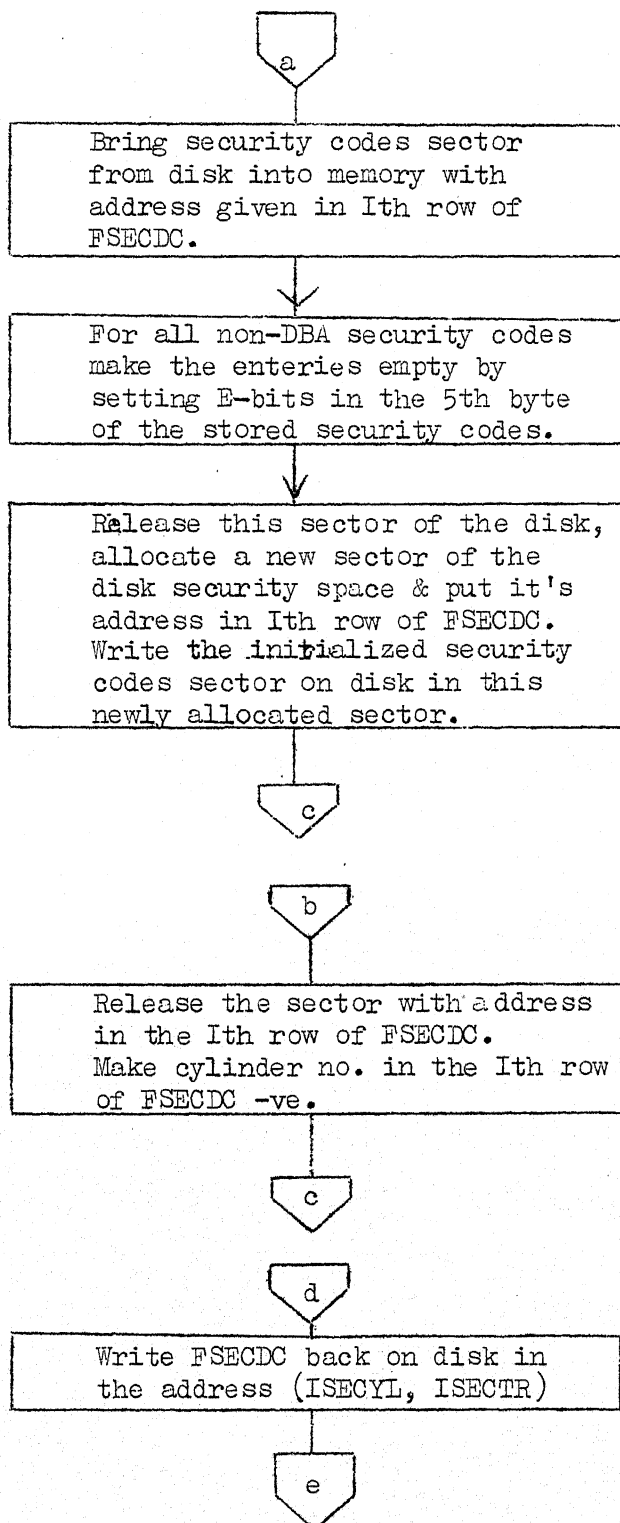 a
Bring security codes sector
from disk into memory with
address given in Ith row of
FSECDC.
For all non-DBA security codes
make the enteries empty by
setting E-bits in the 5th byte
of the stored security codes.
Release this sector of the disk,
allocate a new sector of the
disk security space & put it's
address in Ith row of FSECDC.
Write the initialized security
codes sector on disk in this
newly allocated sector.
c
b
Release the sector with address
in the Ith row of FSECDC.
Make cylinder no. in the Ith row
of FSECDC -ve.
c
d
Write FSECDC back on disk in
the address (ISECYL, ISECTR)
e